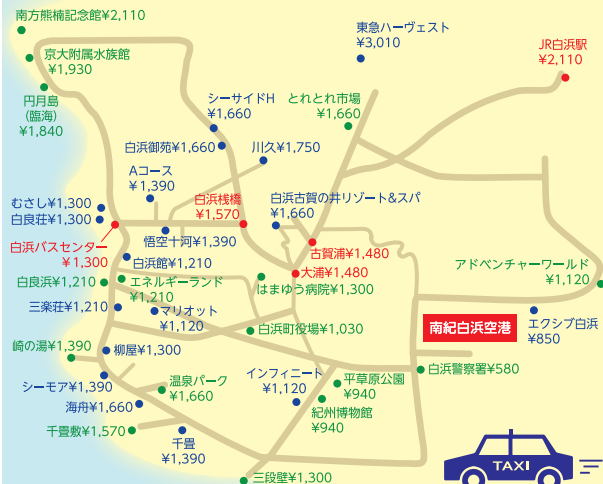 南方熊楠記念館¥2,110
京大附属水族館
¥1,930
円月島
(臨海)
¥1,840
東急ハーヴェスト
¥3,010
JR白浜駅
¥2,110
シーサイドH
¥1,660
とれとれ市場
¥1,660
白浜御苑¥1,660
川久¥1,750
Aコース
¥1,390
むさし¥1,300
白良荘¥1,300
白浜桟橋
¥1,570
白浜古賀の井リゾート&スパ
¥1,660
白浜バスセンター
¥1,300
悟空十河¥1,390
古賀浦¥1,480
大浦¥1,480
白浜館¥1,210
アドベンチャーワールド
¥1,120
白良浜¥1,210
エネルギーランド
¥1,210
はまゆう病院¥1,300
三楽荘¥1,210
マリオット
¥1,120
白浜町役場¥1,030
南紀白浜空港
エクシブ白浜
¥850
崎の湯¥1,390
柳屋¥1,300
シーモア¥1,390
温泉パーク
¥1,660
インフィニート
¥1,120
平草原公園
¥940
白浜警察署¥580
海舟¥1,660
紀州博物館
¥940
千畳敷¥1,570
千畳
¥1,390
三段壁¥1,300
TAXI